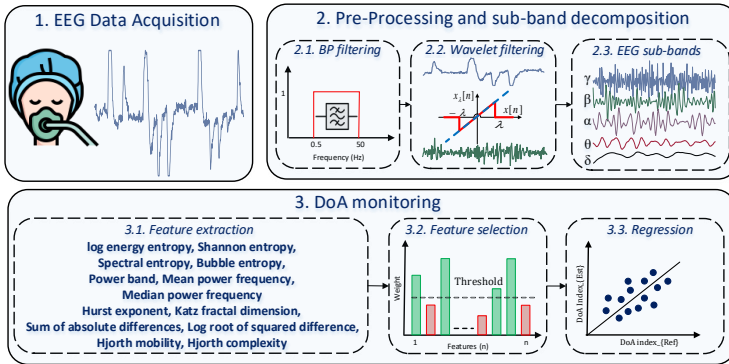 1. EEG Data Acquisition
2. Pre-Processing and sub-band decomposition
2.1. BP filtering
1
0.5
50
Frequency (Hz)
2.2. Wavelet filtering
x_λ[n]
-λ
x[n]
λ
2.3. EEG sub-bands
γ
β
α
θ
δ
3. DoA monitoring
3.1. Feature extraction
log energy entropy, Shannon entropy,
Spectral entropy, Bubble entropy,
Power band, Mean power frequency,
Median power frequency
Hurst exponent, Katz fractal dimension,
Sum of absolute differences, Log root of squared difference,
Hjorth mobility, Hjorth complexity
3.2. Feature selection
Weight
Threshold
1
n
Features (n)
3.3. Regression
DoA Index_{Est}
DoA index_{Ref}